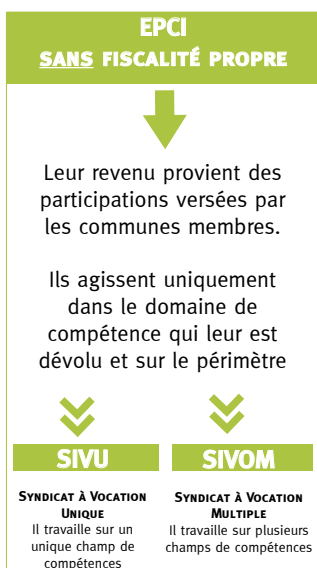 EPCI
SANS FISCALITÉ PROPRE
Leur revenu provient des
participations versées par
les communes membres.
Ils agissent uniquement
dans le domaine de
compétence qui leur est
dévolu et sur le périmètre
SIVU
SYNDICAT À VOCATION
UNIQUE
Il travaille sur un
unique champ de
compétences
SIVOM
SYNDICAT À VOCATION
MULTIPLE
Il travaille sur plusieurs
champs de compétences